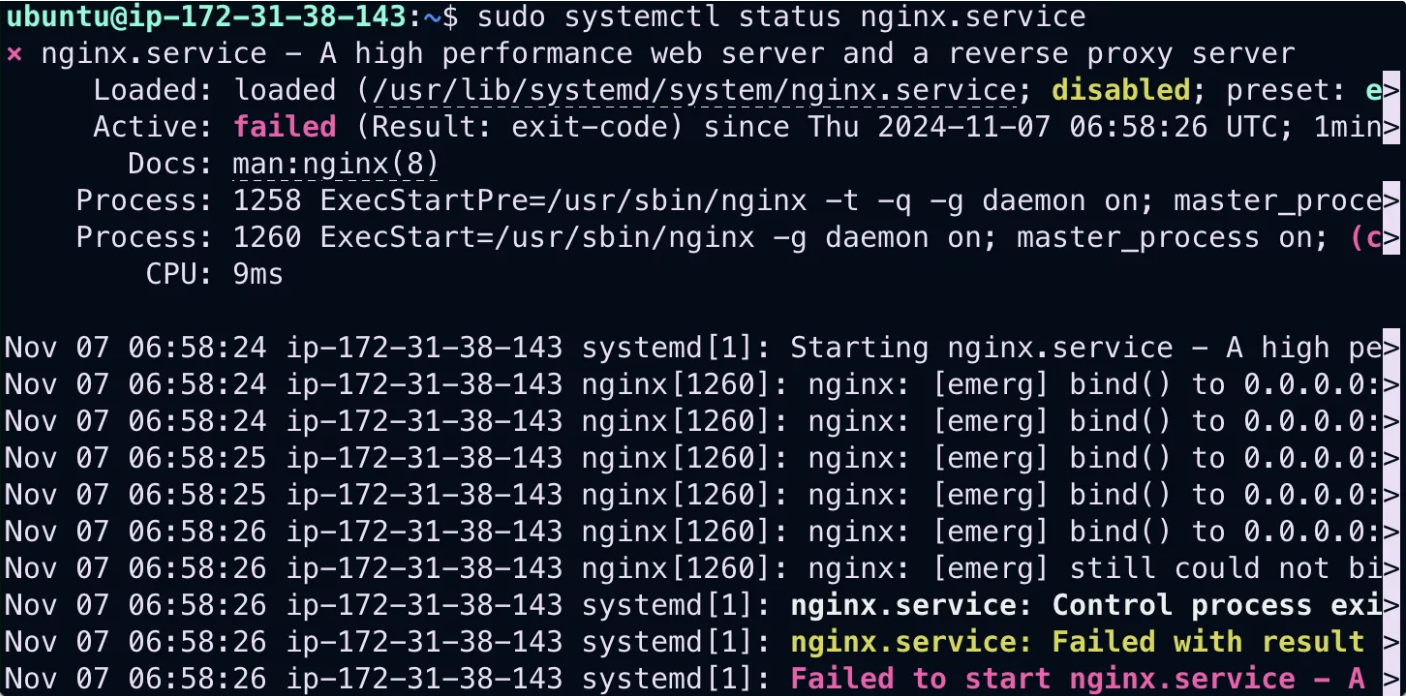 ubuntu@ip-172-31-38-143:~$ sudo systemctl status nginx.service
× nginx.service - A high performance web server and a reverse proxy server
     Loaded: loaded (/usr/lib/systemd/system/nginx.service; disabled; preset: e>
     Active: failed (Result: exit-code) since Thu 2024-11-07 06:58:26 UTC; 1min>
       Docs: man:nginx(8)
    Process: 1258 ExecStartPre=/usr/sbin/nginx -t -q -g daemon on; master_proce>
    Process: 1260 ExecStart=/usr/sbin/nginx -g daemon on; master_process on; (c>
        CPU: 9ms

Nov 07 06:58:24 ip-172-31-38-143 systemd[1]: Starting nginx.service - A high pe>
Nov 07 06:58:24 ip-172-31-38-143 nginx[1260]: nginx: [emerg] bind() to 0.0.0.0:>
Nov 07 06:58:24 ip-172-31-38-143 nginx[1260]: nginx: [emerg] bind() to 0.0.0.0:>
Nov 07 06:58:25 ip-172-31-38-143 nginx[1260]: nginx: [emerg] bind() to 0.0.0.0:>
Nov 07 06:58:25 ip-172-31-38-143 nginx[1260]: nginx: [emerg] bind() to 0.0.0.0:>
Nov 07 06:58:26 ip-172-31-38-143 nginx[1260]: nginx: [emerg] bind() to 0.0.0.0:>
Nov 07 06:58:26 ip-172-31-38-143 nginx[1260]: nginx: [emerg] still could not bi>
Nov 07 06:58:26 ip-172-31-38-143 systemd[1]: nginx.service: Control process exi>
Nov 07 06:58:26 ip-172-31-38-143 systemd[1]: nginx.service: Failed with result >
Nov 07 06:58:26 ip-172-31-38-143 systemd[1]: Failed to start nginx.service - A >